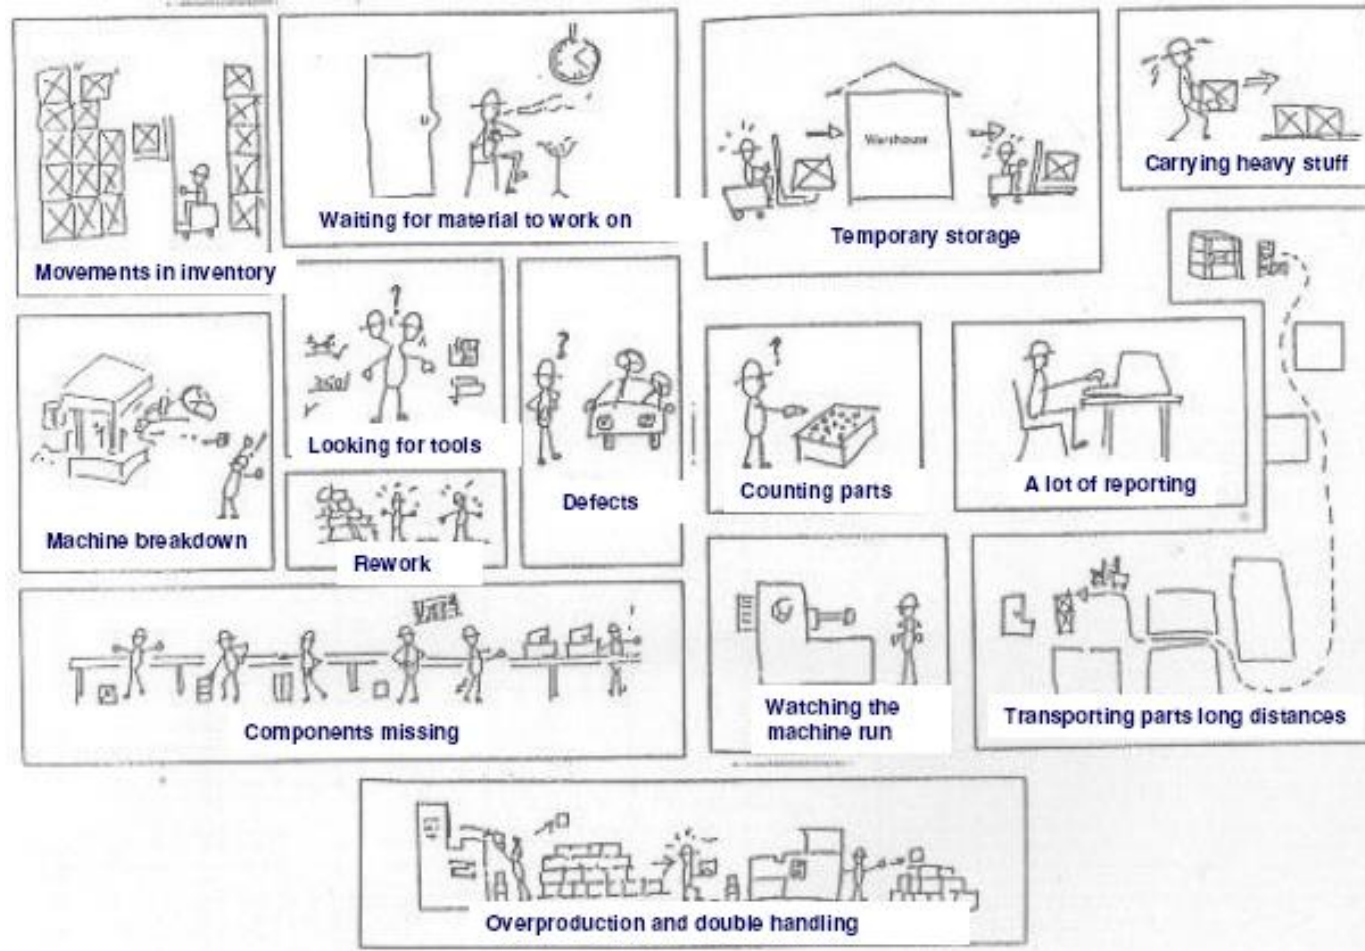 Movements in inventory
Waiting for material to work on
Warehouse
Temporary storage
Carrying heavy stuff
Machine breakdown
Looking for tools
Rework
Defects
Counting parts
A lot of reporting
Components missing
Watching the
machine run
Transporting parts long distances
Overproduction and double handling